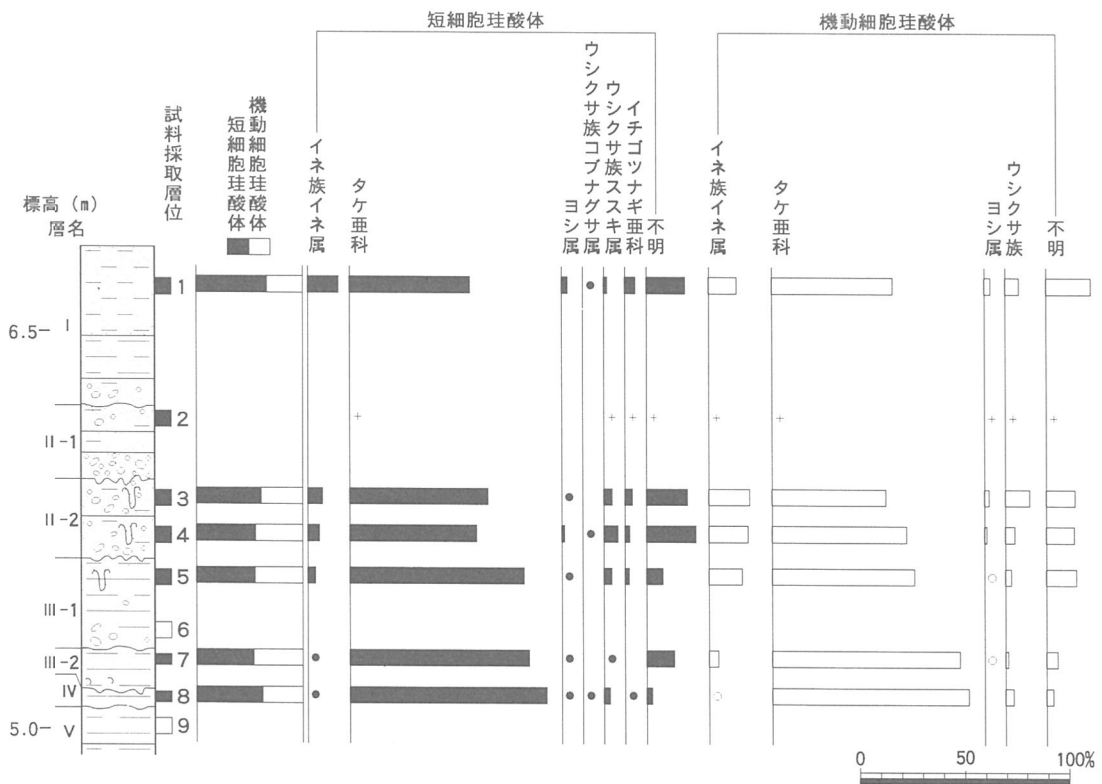 短細胞珪酸体
機動細胞珪酸体
標高（m）
層名
試料採取層位
短細胞珪酸体
機動細胞珪酸体
イネ族イネ属
タケ亜科
ヨシ属
ウシクサ族コブナグサ属
ウシクサ族ススキ属
イチゴツナギ亜科
不明
イネ族イネ属
タケ亜科
ヨシ属
ウシクサ族
不明
1
6.5
I
2
II-1
3
II-2
4
5
III-1
6
III-2
7
IV
8
5.0
V
9
0
50
100%